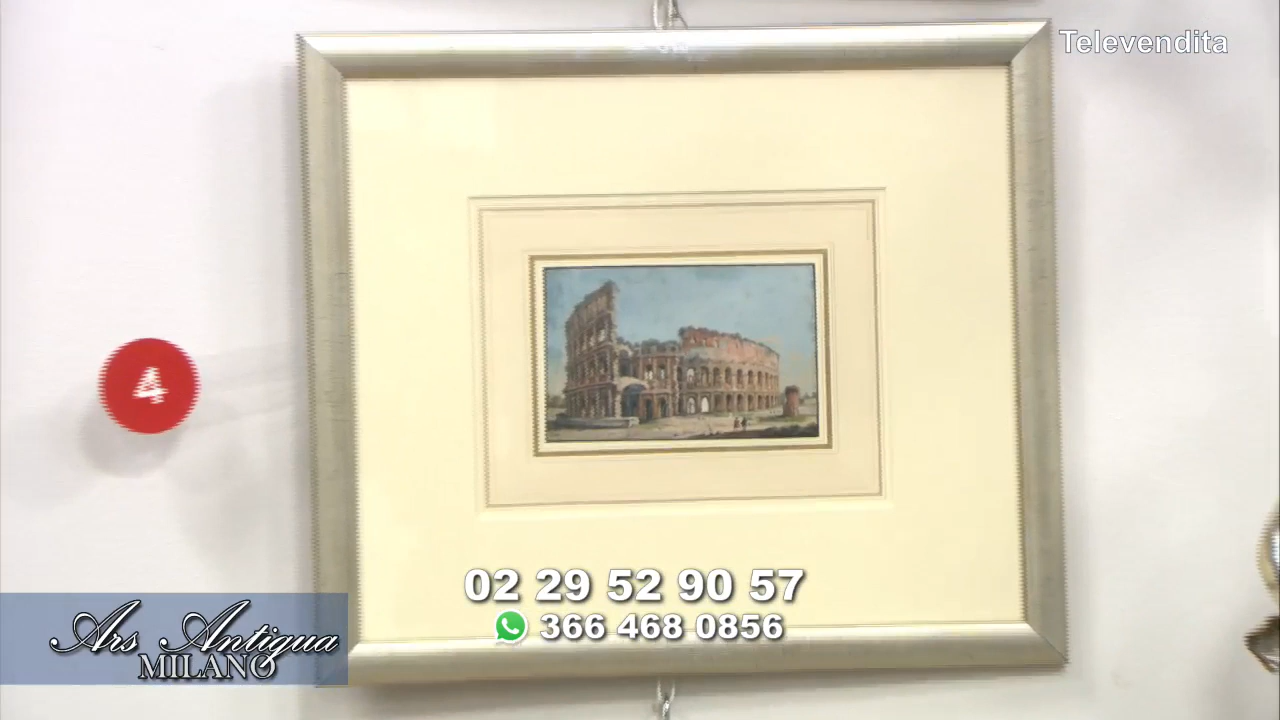 Televendita
4
02 29 52 90 57
366 468 0856
Ars Antiqua
MILANO